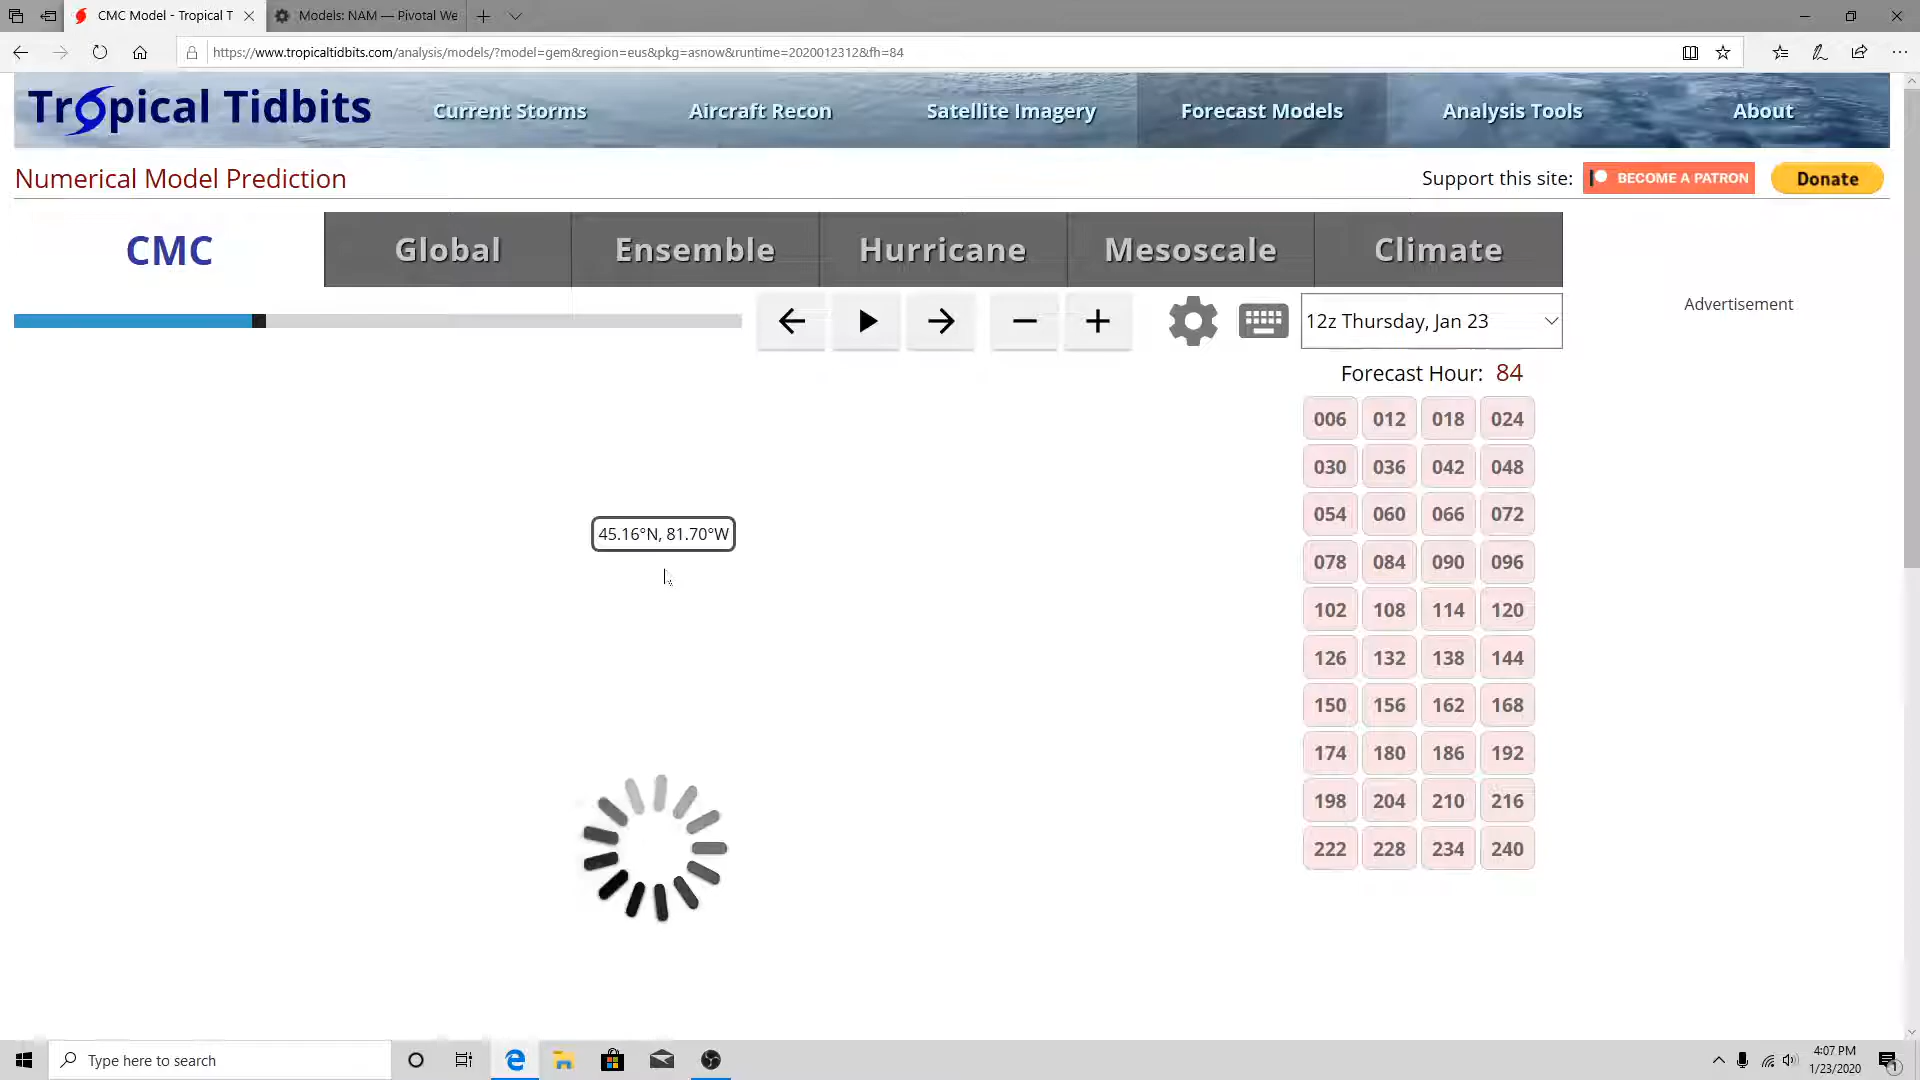 CMC Model - Tropical T
Models: NAM — Pivotal We
https://www.tropicaltidbits.com/analysis/models/?model=gem&region=eus&pkg=asnow&runtime=2020012312&fh=84
Tropical Tidbits
Current Storms
Aircraft Recon
Satellite Imagery
Forecast Models
Analysis Tools
About
Numerical Model Prediction
Support this site:
BECOME A PATRON
Donate
CMC
Global
Ensemble
Hurricane
Mesoscale
Climate
12z Thursday, Jan 23
Advertisement
Forecast Hour: 84
006 012 018 024
030 036 042 048
054 060 066 072
078 084 090 096
102 108 114 120
126 132 138 144
150 156 162 168
174 180 186 192
198 204 210 216
222 228 234 240
45.16°N, 81.70°W
Type here to search
4:07 PM
1/23/2020
1